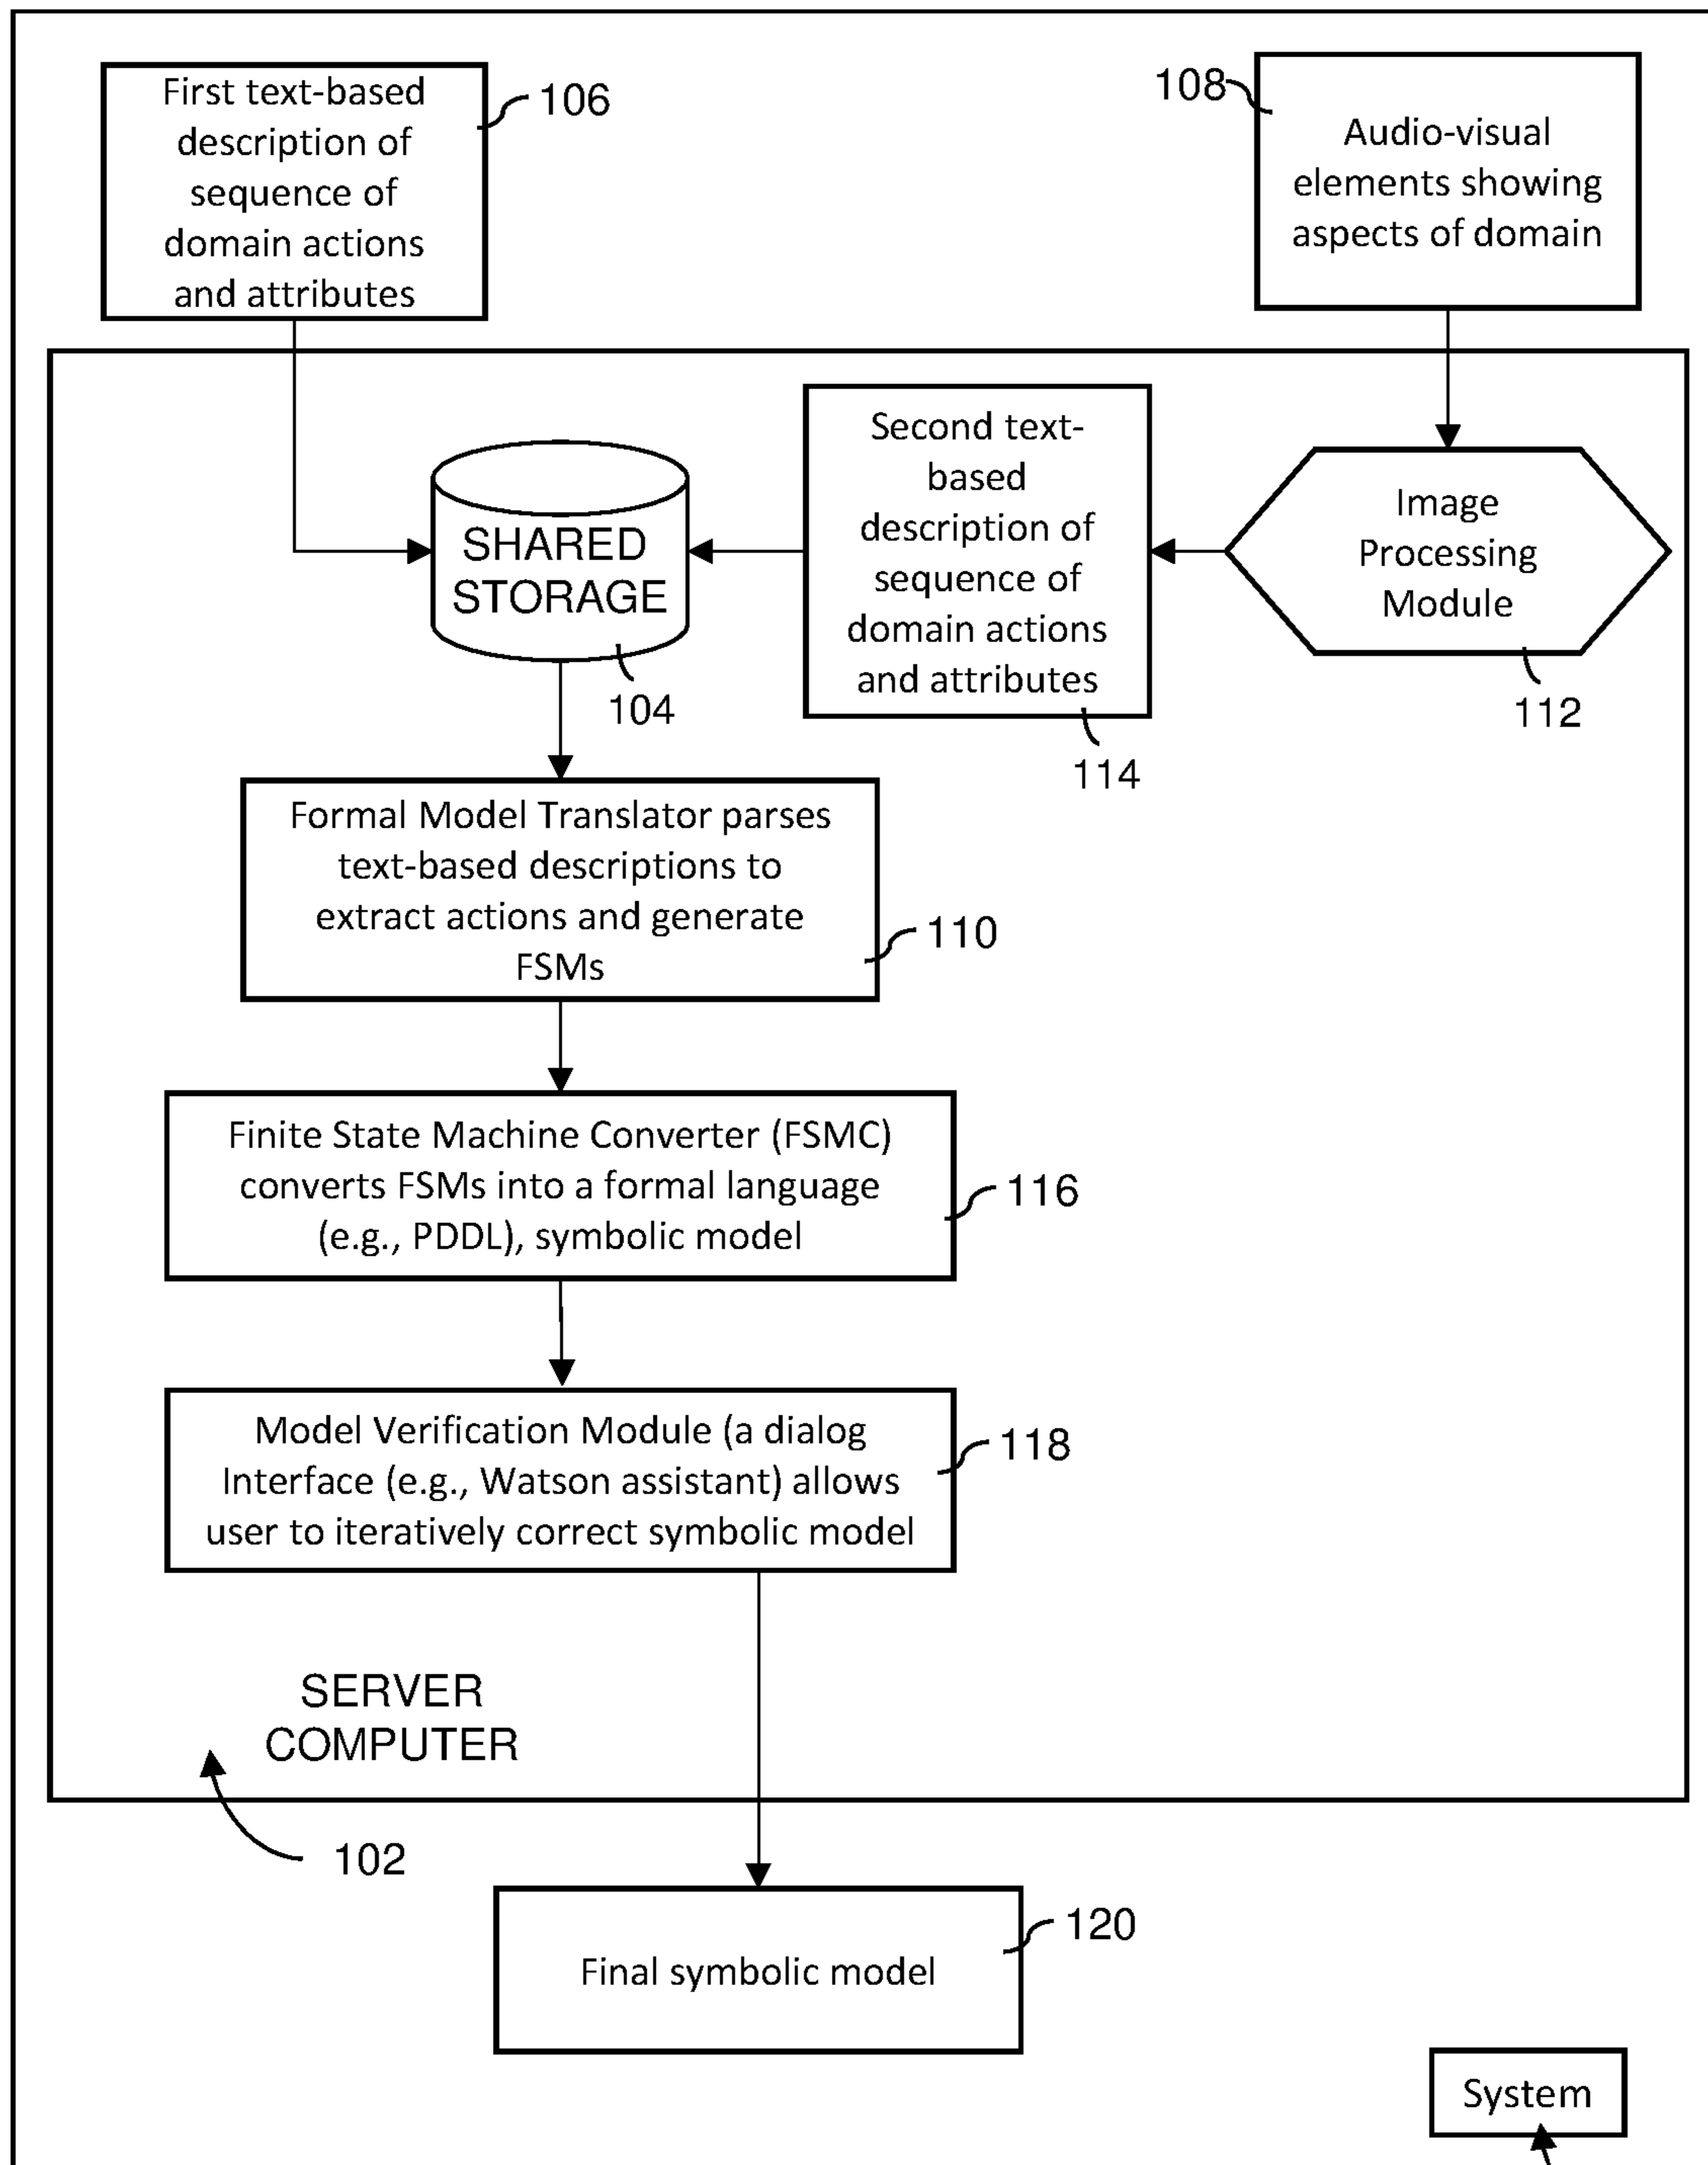 First text-based
description of
sequence of
domain actions
and attributes
106
108
Audio-visual
elements showing
aspects of domain
SHARED
STORAGE
104
Second text-
based
description of
sequence of
domain actions
and attributes
114
Image
Processing
Module
112
Formal Model Translator parses
text-based descriptions to
extract actions and generate
FSMs
110
Finite State Machine Converter (FSMC)
converts FSMs into a formal language
(e.g., PDDL), symbolic model
116
Model Verification Module (a dialog
Interface (e.g., Watson assistant) allows
user to iteratively correct symbolic model
118
SERVER
COMPUTER
102
Final symbolic model
120
System